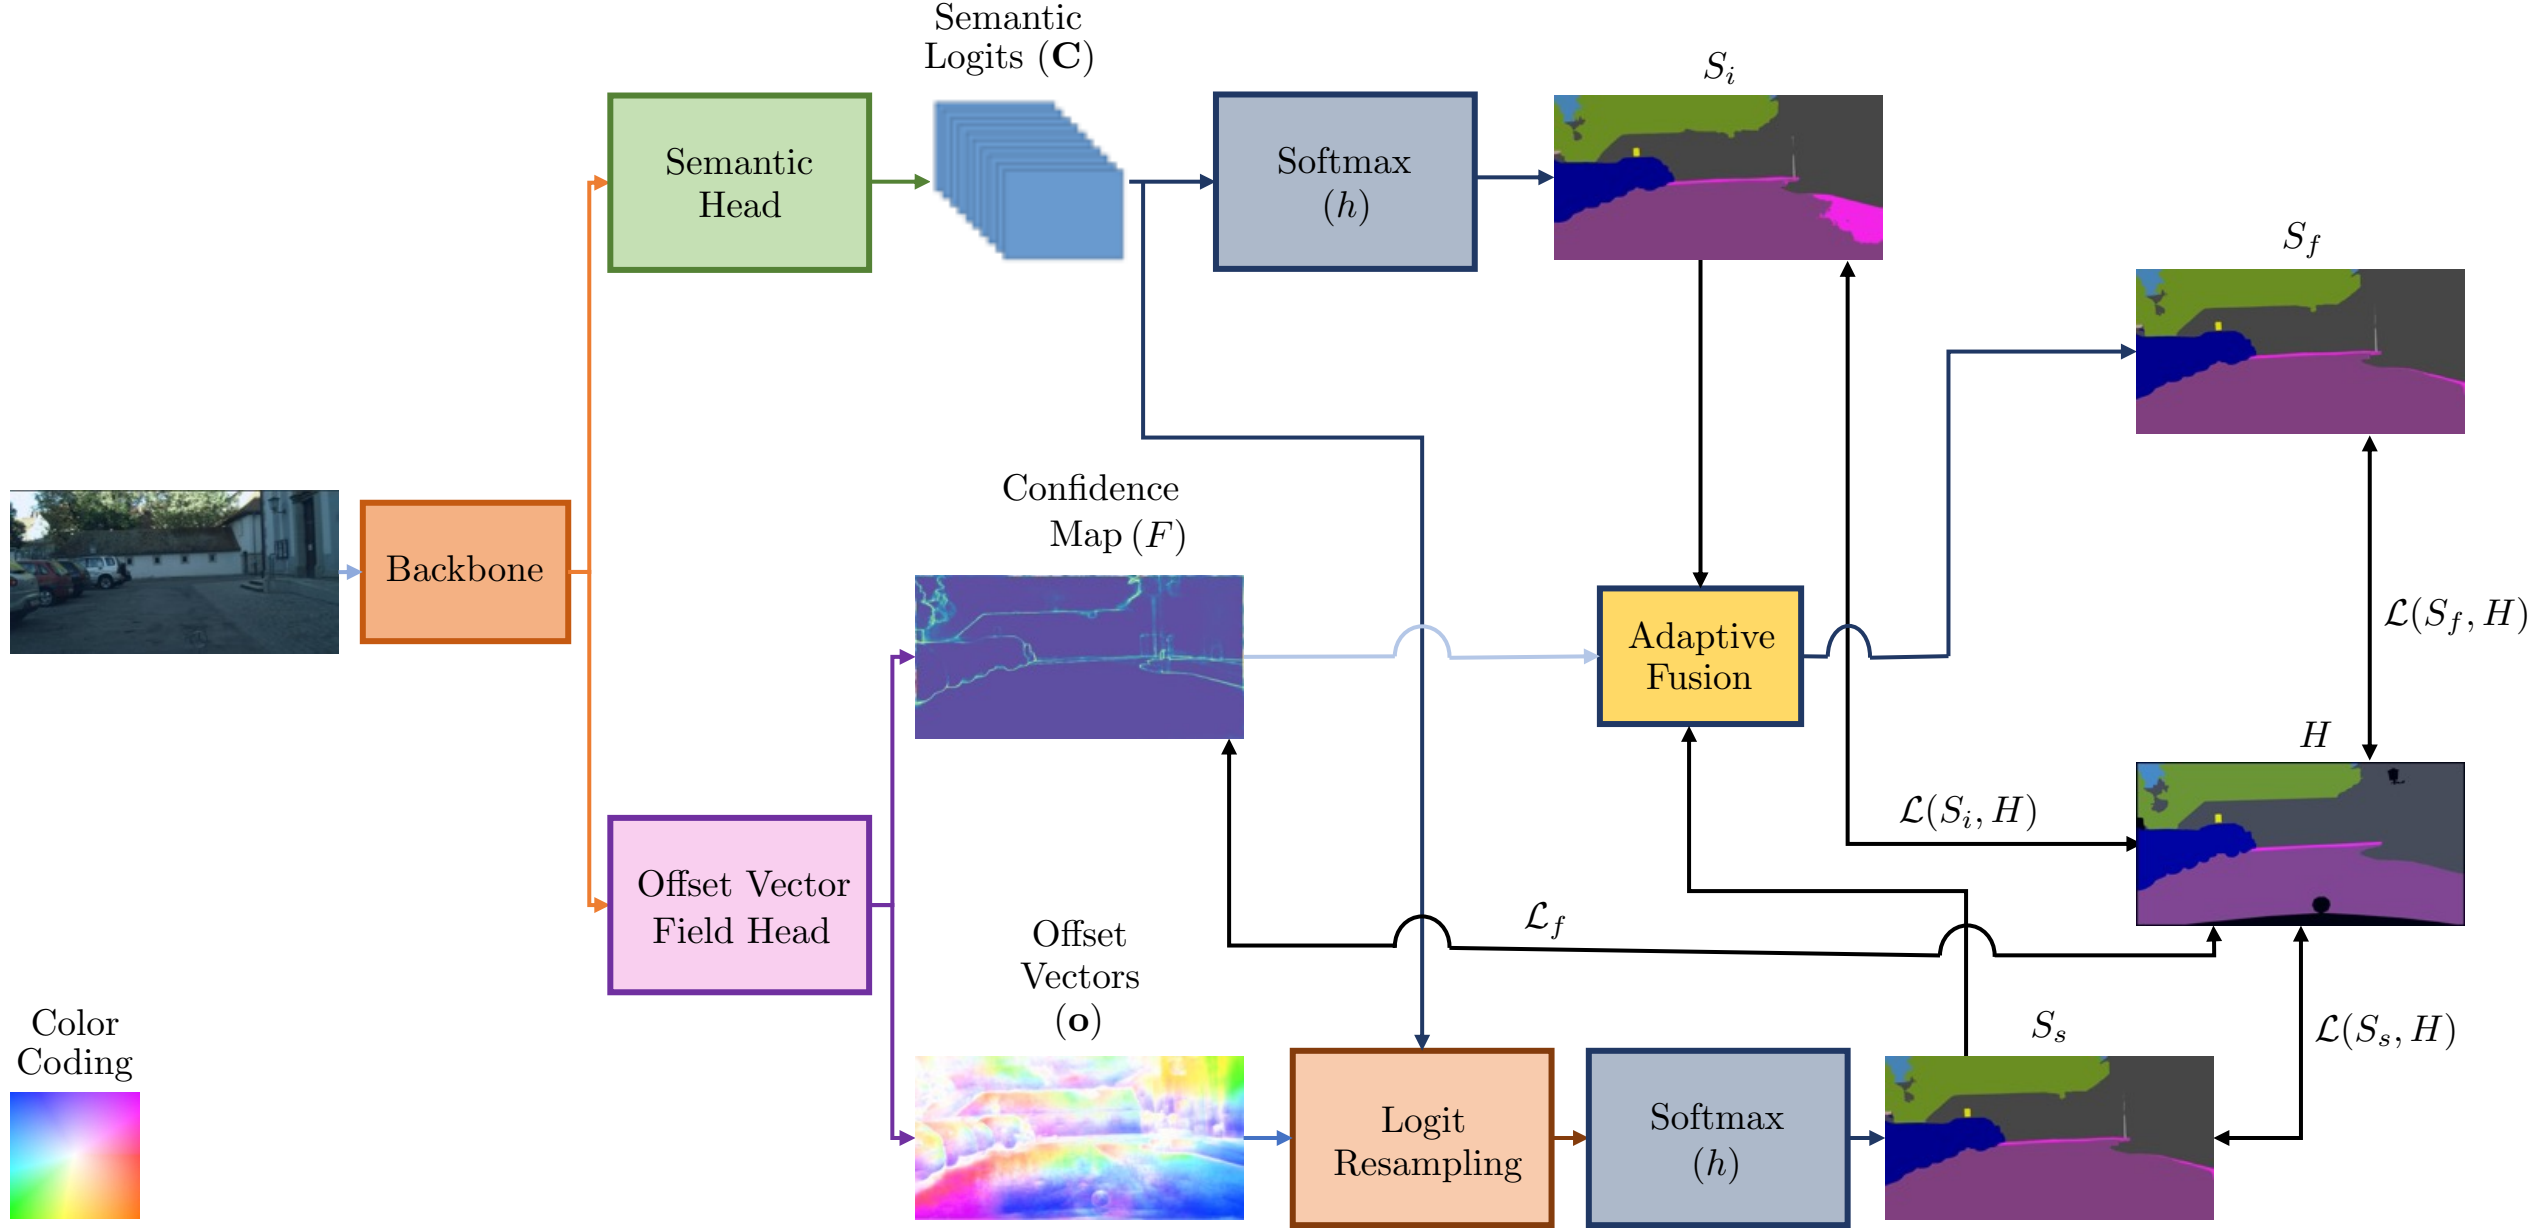 Semantic
Logits (C)
S_i
Semantic
Head
Softmax
(h)
S_f
Confidence
Map (F)
Backbone
Adaptive
Fusion
L(S_f, H)
H
L(S_i, H)
Offset Vector
Field Head
L_f
Offset
Vectors
(o)
Color
Coding
S_s
L(S_s, H)
Logit
Resampling
Softmax
(h)